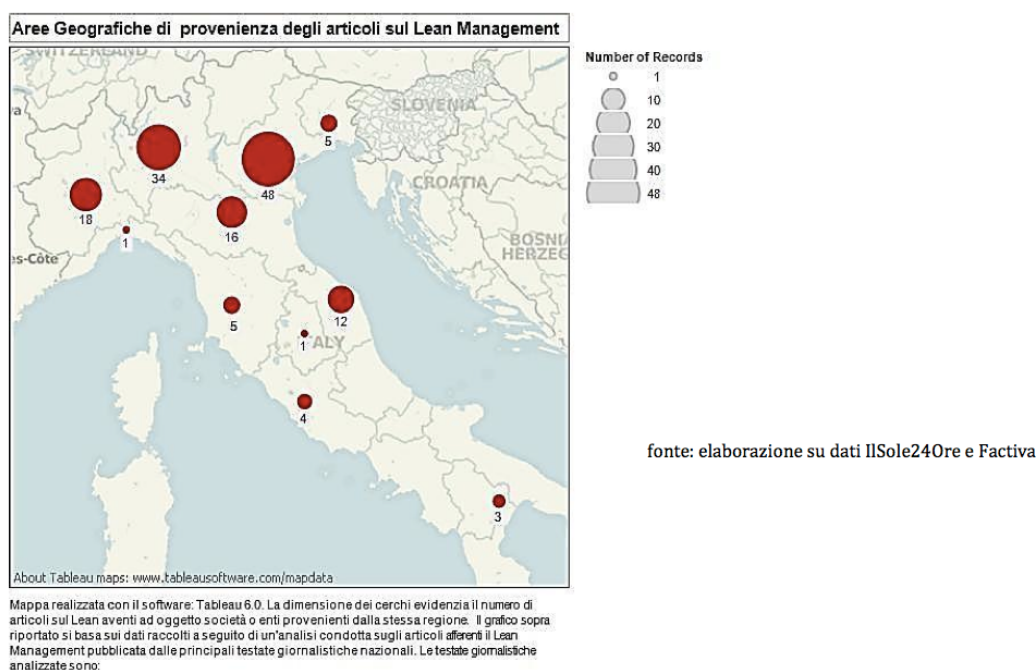 Aree Geografiche di provenienza degli articoli sul Lean Management
SWITZERLAND
SLOVENIA
CROATIA
BOSNIA
HERZEG
es-Côte
ITALY
5
34
48
18
16
1
5
12
1
4
3
About Tableau maps: www.tableausoftware.com/mapdata
Number of Records
1
10
20
30
40
48
fonte: elaborazione su dati IlSole24Ore e Factiva
Mappa realizzata con il software: Tableau 6.0. La dimensione dei cerchi evidenzia il numero di
articoli sul Lean aventi ad oggetto società o enti provenienti dalla stessa regione. Il grafico sopra
riportato si basa sui dati raccolti a seguito di un'analisi condotta sugli articoli afferenti il Lean
Management pubblicata dalle principali testate giornalistiche nazionali. Le testate giornalistiche
analizzate sono: